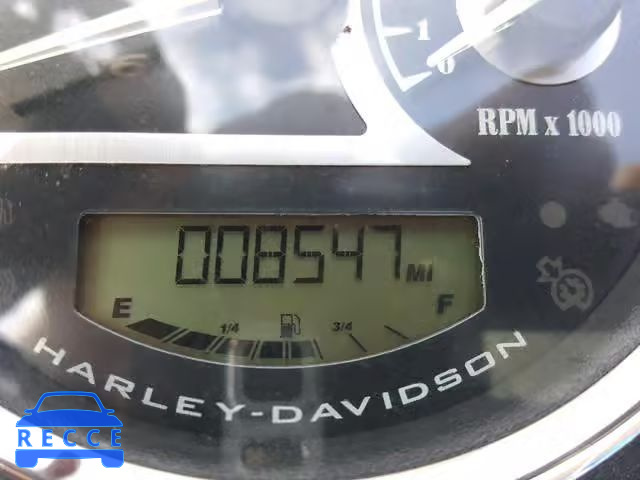 1
0
RPM x 1000
008547 MI
E 1/4 3/4 F
HARLEY-DAVIDSON
RECCE